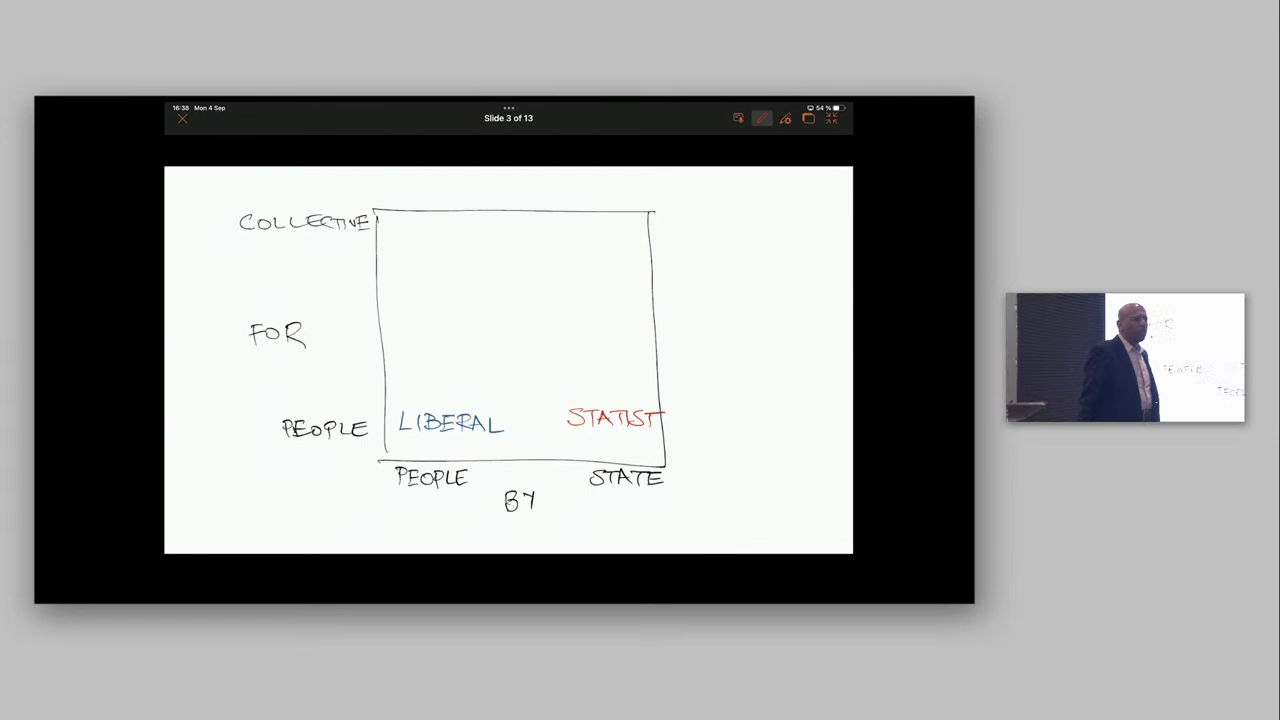 16:38 Mon 4 Sep
54 %
Slide 3 of 13
COLLECTIVE
FOR
PEOPLE LIBERAL STATIST
PEOPLE STATE
BY